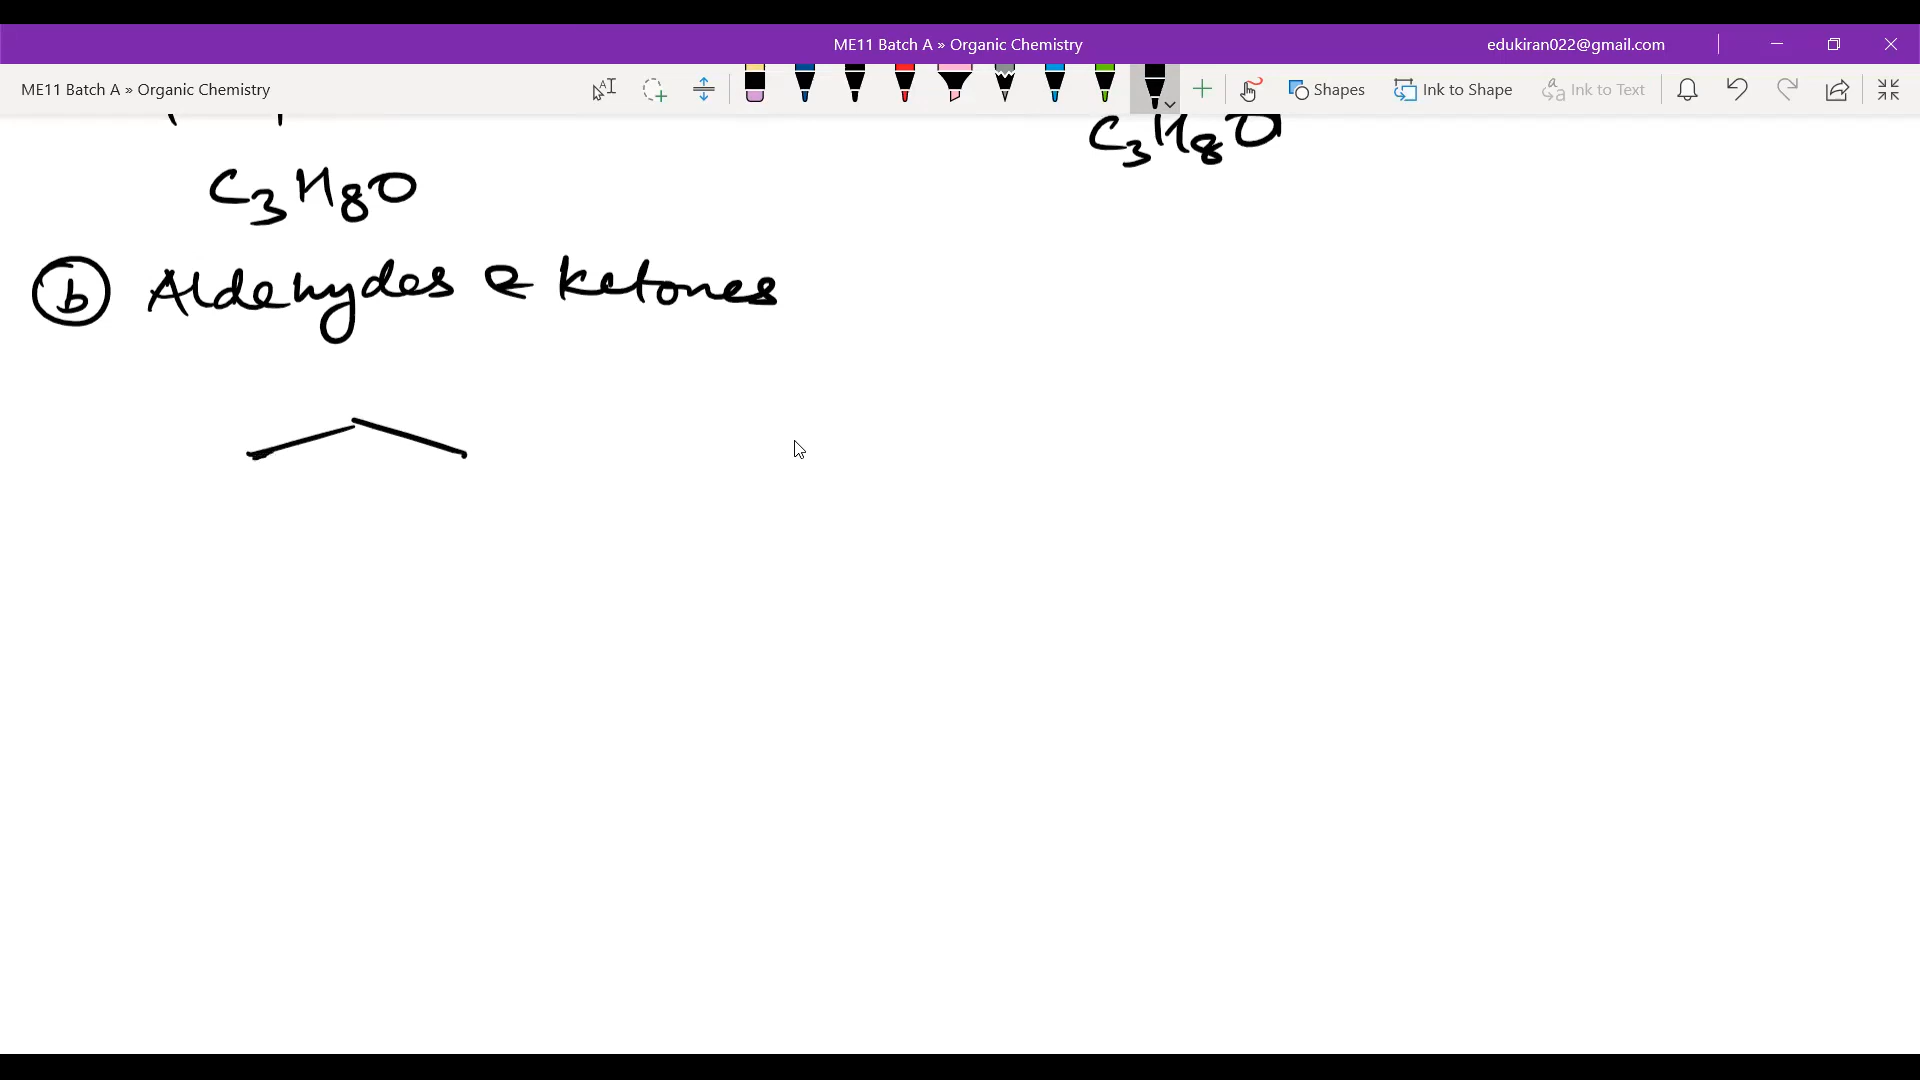 ME11 Batch A » Organic Chemistry
edukiran022@gmail.com
ME11 Batch A » Organic Chemistry
Shapes
Ink to Shape
Ink to Text
C₃H₈O
C₃H₈O
b Aldehydes & ketones